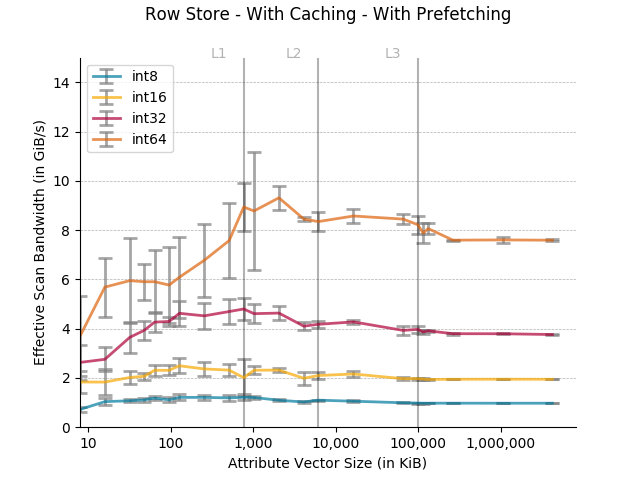 Row Store - With Caching - With Prefetching
L1 L2 L3
int8
int16
int32
int64
14
12
10
8
6
4
2
0
Effective Scan Bandwidth (in GiB/s)
10 100 1,000 10,000 100,000 1,000,000
Attribute Vector Size (in KiB)